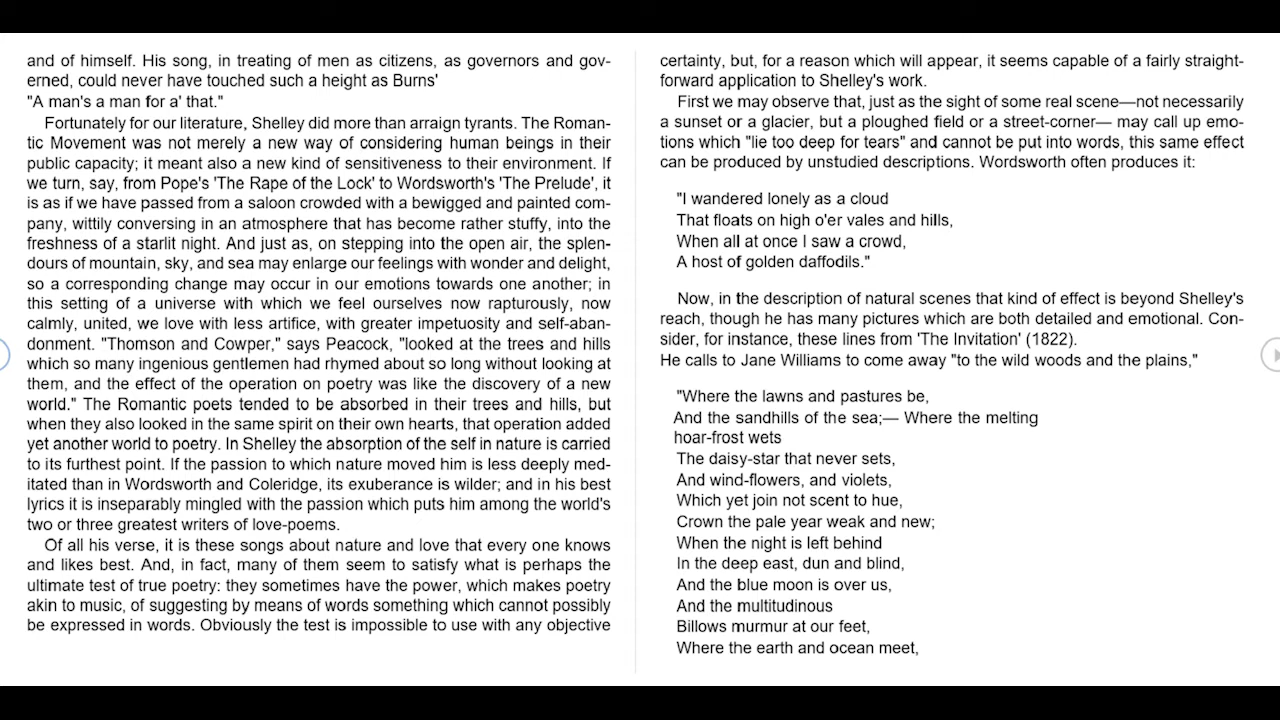 and of himself. His song, in treating of men as citizens, as governors and gov-
erned, could never have touched such a height as Burns'
"A man's a man for a' that."
Fortunately for our literature, Shelley did more than arraign tyrants. The Roman-
tic Movement was not merely a new way of considering human beings in their
public capacity; it meant also a new kind of sensitiveness to their environment. If
we turn, say, from Pope's 'The Rape of the Lock' to Wordsworth's 'The Prelude', it
is as if we have passed from a saloon crowded with a bewigged and painted com-
pany, wittily conversing in an atmosphere that has become rather stuffy, into the
freshness of a starlit night. And just as, on stepping into the open air, the splen-
dours of mountain, sky, and sea may enlarge our feelings with wonder and delight,
so a corresponding change may occur in our emotions towards one another; in
this setting of a universe with which we feel ourselves now rapturously, now
calmly, united, we love with less artifice, with greater impetuosity and self-aban-
donment. "Thomson and Cowper," says Peacock, "looked at the trees and hills
which so many ingenious gentlemen had rhymed about so long without looking at
them, and the effect of the operation on poetry was like the discovery of a new
world." The Romantic poets tended to be absorbed in their trees and hills, but
when they also looked in the same spirit on their own hearts, that operation added
yet another world to poetry. In Shelley the absorption of the self in nature is carried
to its furthest point. If the passion to which nature moved him is less deeply med-
itated than in Wordsworth and Coleridge, its exuberance is wilder; and in his best
lyrics it is inseparably mingled with the passion which puts him among the world's
two or three greatest writers of love-poems.
Of all his verse, it is these songs about nature and love that every one knows
and likes best. And, in fact, many of them seem to satisfy what is perhaps the
ultimate test of true poetry: they sometimes have the power, which makes poetry
akin to music, of suggesting by means of words something which cannot possibly
be expressed in words. Obviously the test is impossible to use with any objective
certainty, but, for a reason which will appear, it seems capable of a fairly straight-
forward application to Shelley's work.
First we may observe that, just as the sight of some real scene—not necessarily
a sunset or a glacier, but a ploughed field or a street-corner— may call up emo-
tions which "lie too deep for tears" and cannot be put into words, this same effect
can be produced by unstudied descriptions. Wordsworth often produces it:
"I wandered lonely as a cloud
That floats on high o'er vales and hills,
When all at once I saw a crowd,
A host of golden daffodils."
Now, in the description of natural scenes that kind of effect is beyond Shelley's
reach, though he has many pictures which are both detailed and emotional. Con-
sider, for instance, these lines from 'The Invitation' (1822).
He calls to Jane Williams to come away "to the wild woods and the plains,"
"Where the lawns and pastures be,
And the sandhills of the sea;— Where the melting
hoar-frost wets
The daisy-star that never sets,
And wind-flowers, and violets,
Which yet join not scent to hue,
Crown the pale year weak and new;
When the night is left behind
In the deep east, dun and blind,
And the blue moon is over us,
And the multitudinous
Billows murmur at our feet,
Where the earth and ocean meet,